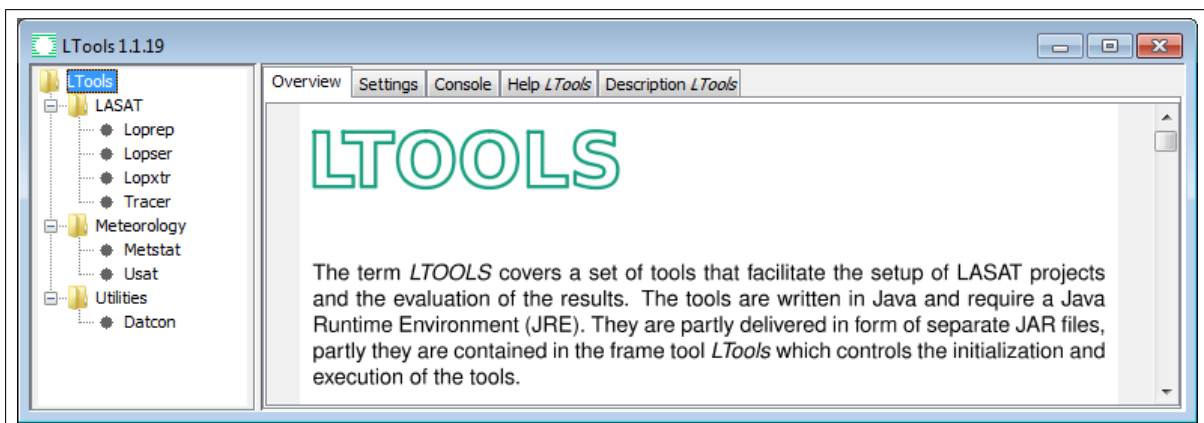 LTools 1.1.19
LTools
LASAT
Loprep
Lopser
Lopxtr
Tracer
Meteorology
Metstat
Usat
Utilities
Datcon
Overview Settings Console Help LTools Description LTools
LTOOLS
The term LTOOLS covers a set of tools that facilitate the setup of LASAT projects
and the evaluation of the results. The tools are written in Java and require a Java
Runtime Environment (JRE). They are partly delivered in form of separate JAR files,
partly they are contained in the frame tool LTools which controls the initialization and
execution of the tools.